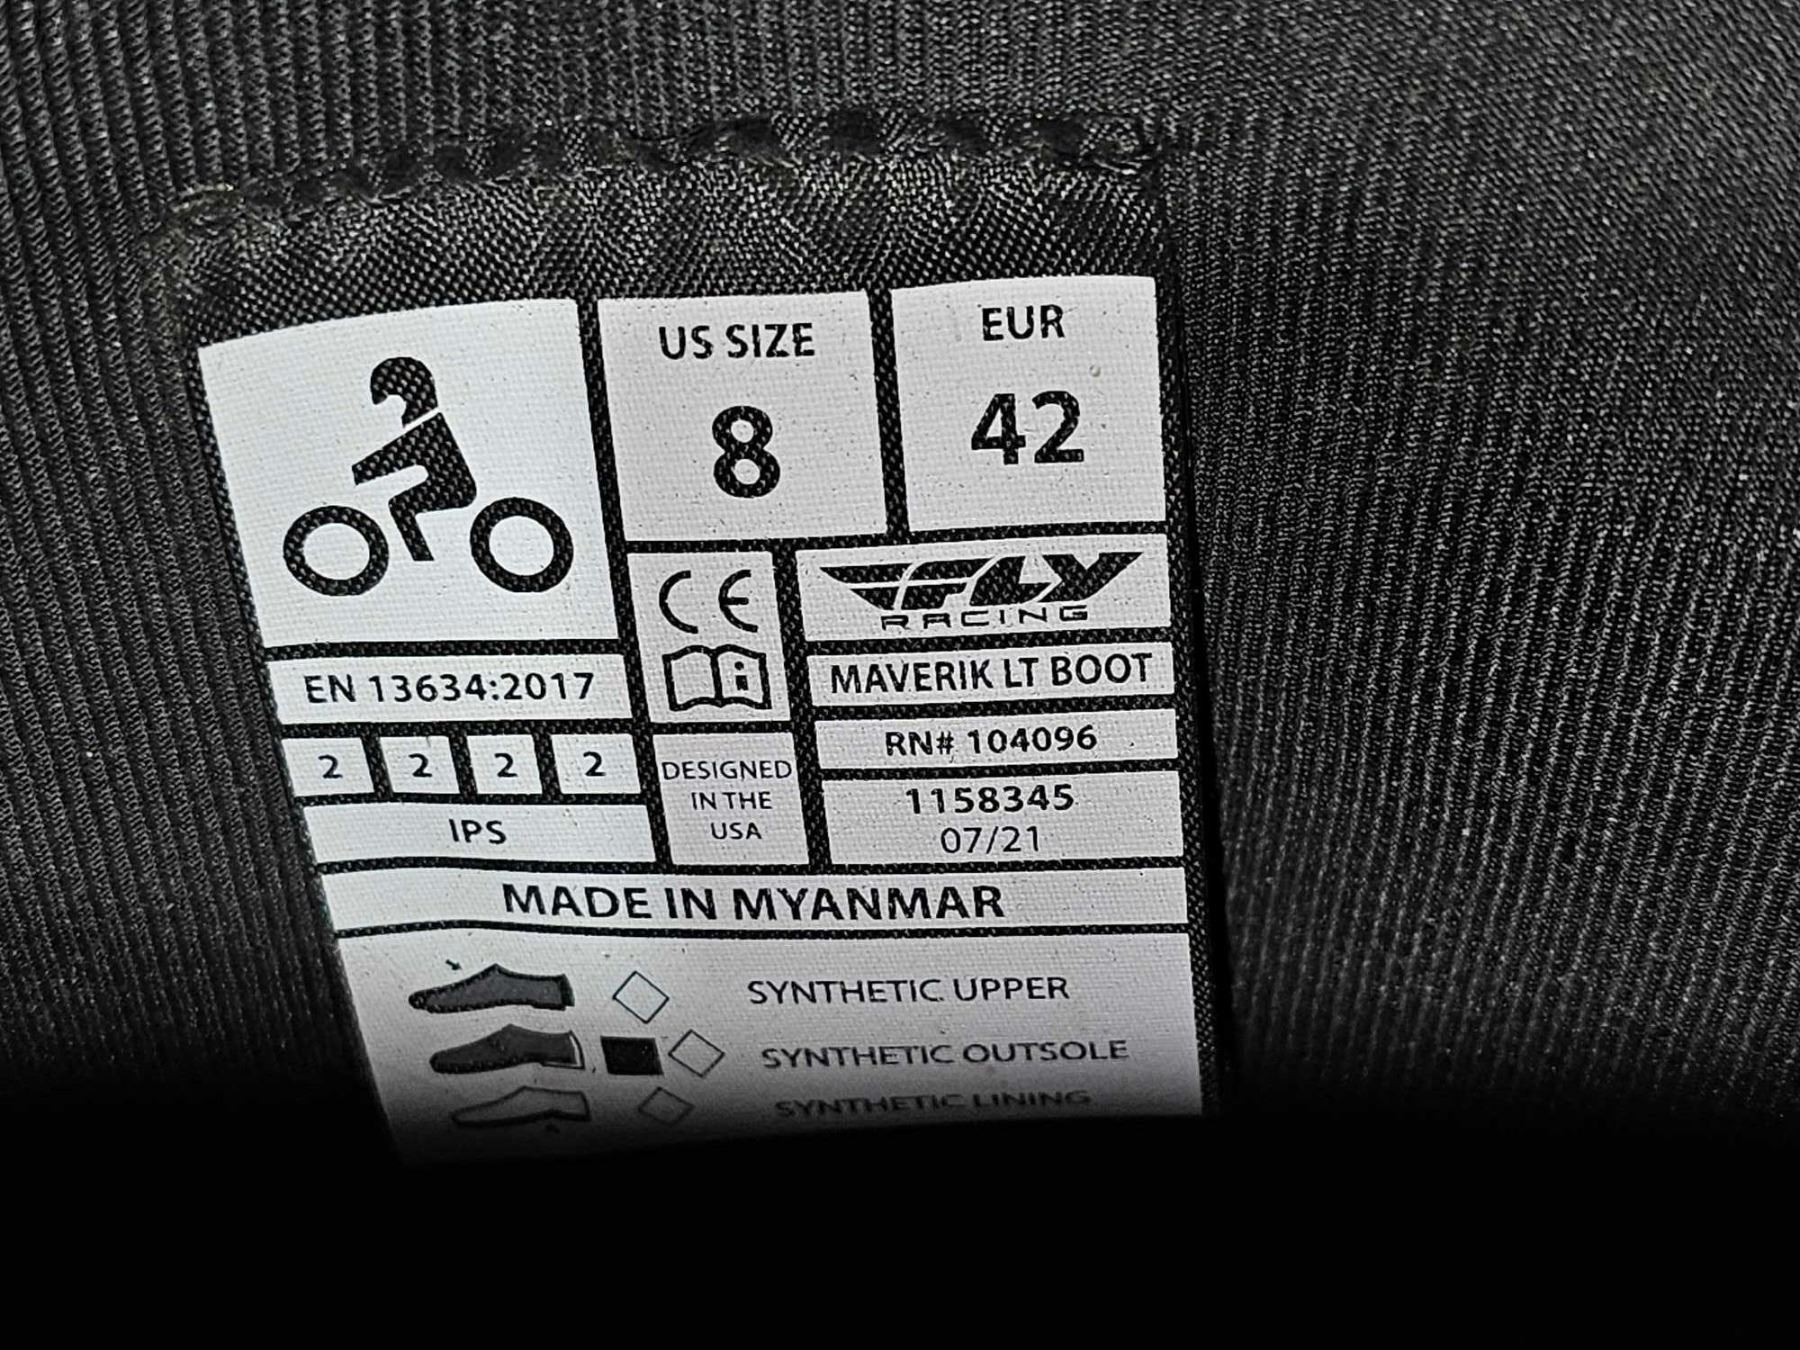 US SIZE
8
EUR
42
CE
i
FLY
RACING
EN 13634:2017
MAVERIK LT BOOT
2 2 2 2
RN# 104096
IPS
DESIGNED
IN THE
USA
1158345
07/21
MADE IN MYANMAR
SYNTHETIC UPPER
SYNTHETIC OUTSOLE
SYNTHETIC LINING